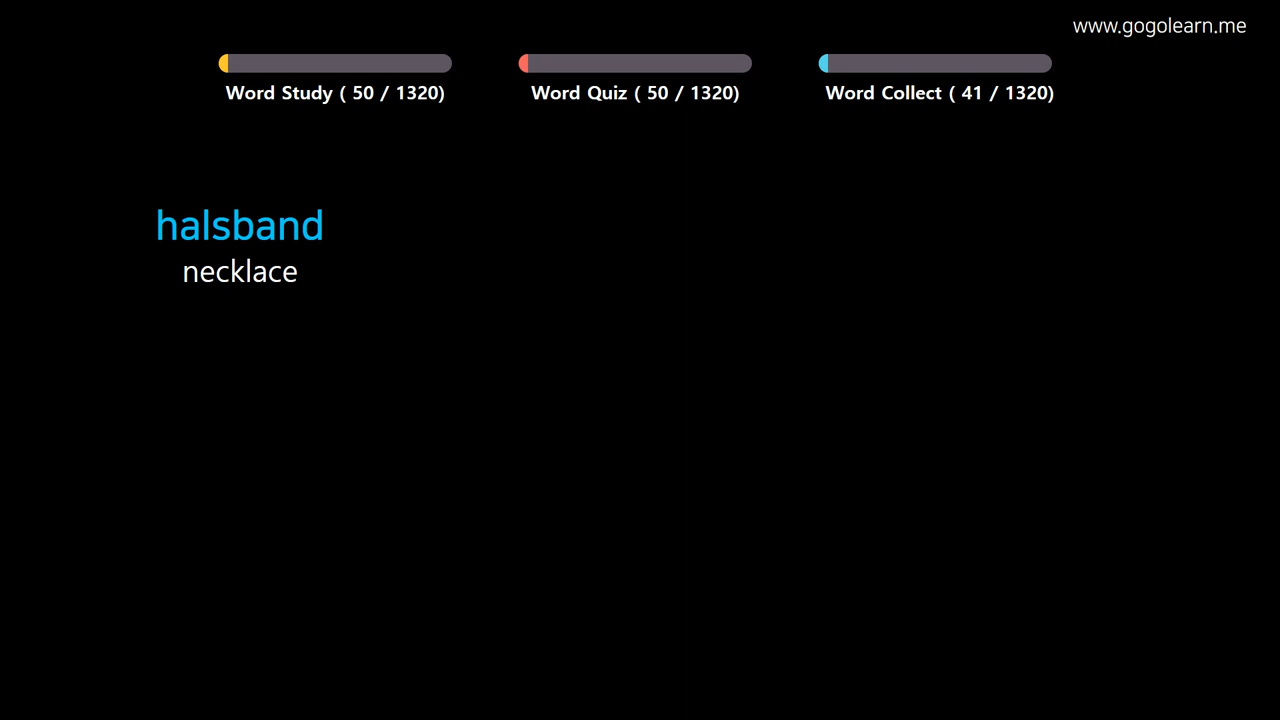 www.gogolearn.me
Word Study ( 50 / 1320)
Word Quiz ( 50 / 1320)
Word Collect ( 41 / 1320)
halsband
necklace